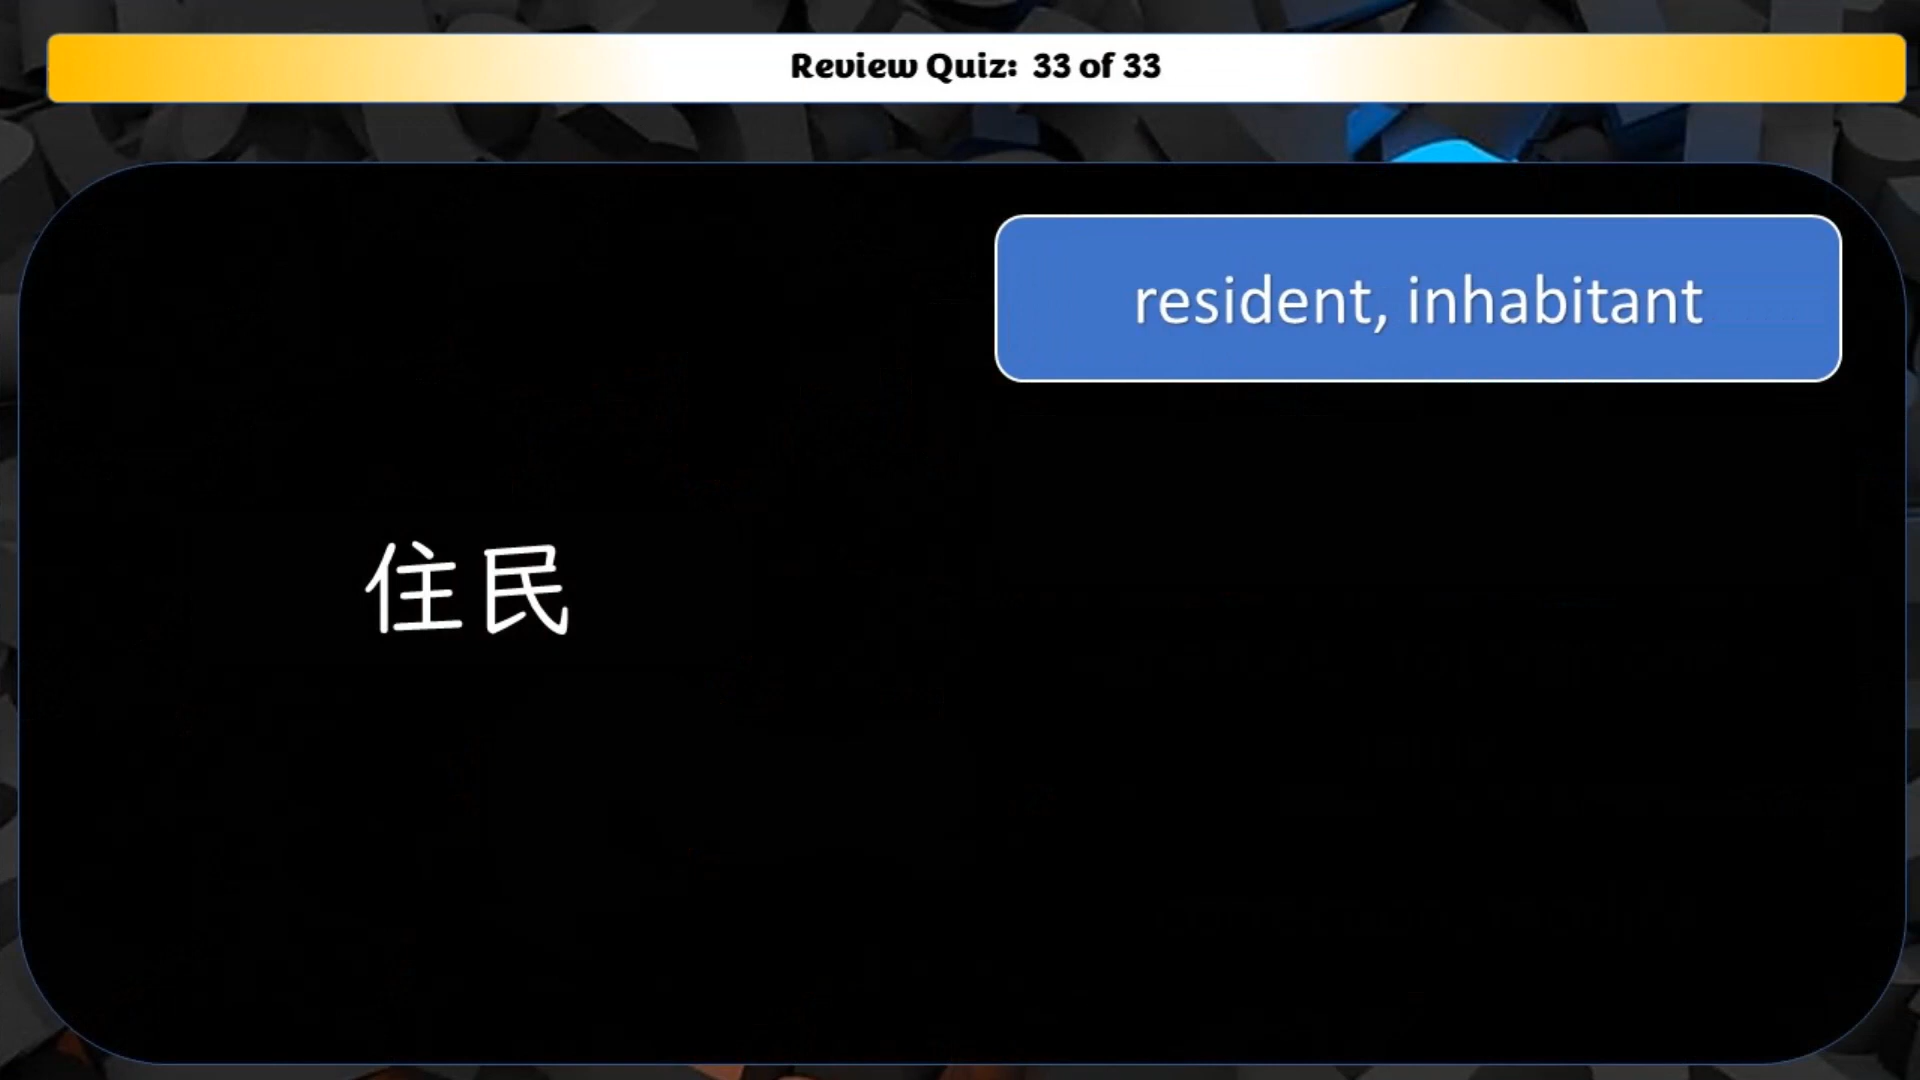 Review Quiz: 33 of 33
resident, inhabitant
住民